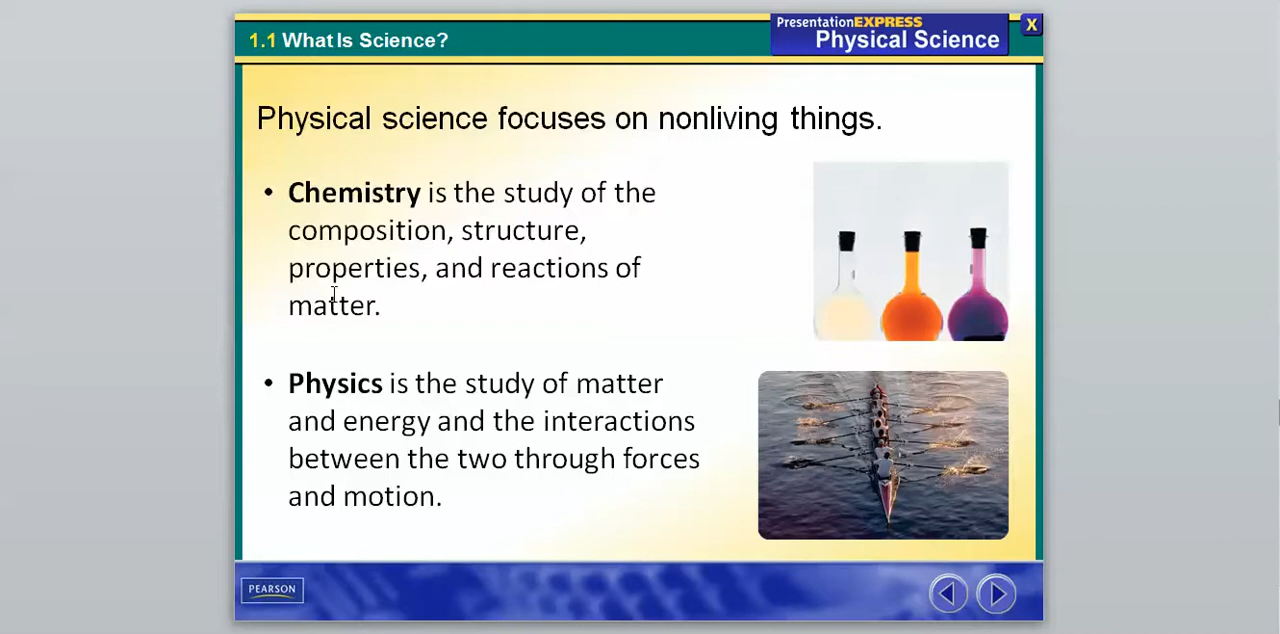 1.1 What Is Science?
PresentationEXPRESS
Physical Science
X
Physical science focuses on nonliving things.
• Chemistry is the study of the
composition, structure,
properties, and reactions of
matter.
• Physics is the study of matter
and energy and the interactions
between the two through forces
and motion.
PEARSON